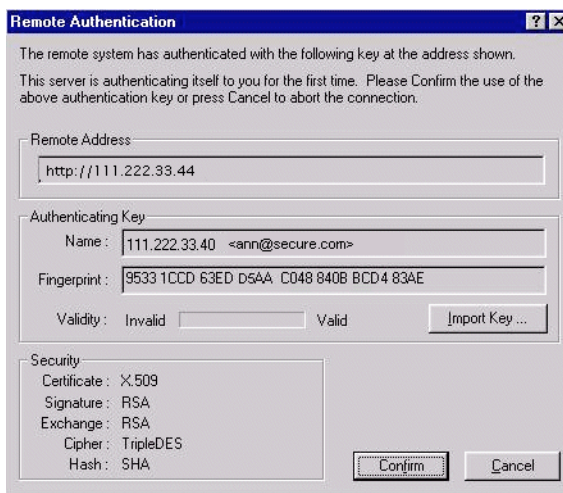 Remote Authentication
The remote system has authenticated with the following key at the address shown.
This server is authenticating itself to you for the first time. Please Confirm the use of the
above authentication key or press Cancel to abort the connection.
Remote Address
http://111.222.33.44
Authenticating Key
Name : 111.222.33.40 <ann@secure.com>
Fingerprint : 9533 1CCD 63ED D5AA C048 840B BCD4 83AE
Validity : Invalid Valid Import Key ...
Security
Certificate : X.509
Signature : RSA
Exchange : RSA
Cipher : TripleDES
Hash : SHA
Confirm Cancel